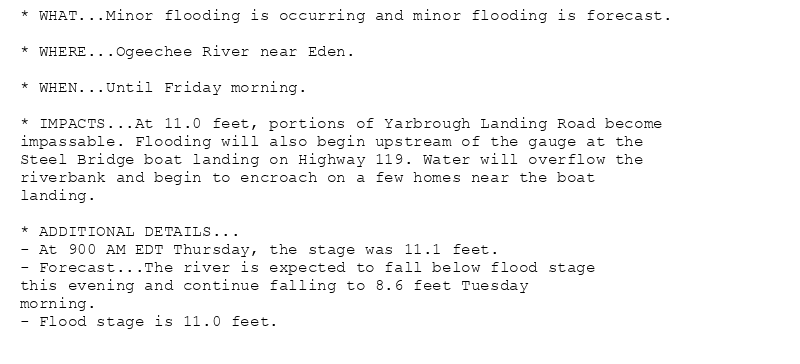 * WHAT...Minor flooding is occurring and minor flooding is forecast.
* WHERE...Ogeechee River near Eden.
* WHEN...Until Friday morning.
* IMPACTS...At 11.0 feet, portions of Yarbrough Landing Road become
impassable. Flooding will also begin upstream of the gauge at the
Steel Bridge boat landing on Highway 119. Water will overflow the
riverbank and begin to encroach on a few homes near the boat
landing.
* ADDITIONAL DETAILS...
- At 900 AM EDT Thursday, the stage was 11.1 feet.
- Forecast...The river is expected to fall below flood stage
this evening and continue falling to 8.6 feet Tuesday
morning.
- Flood stage is 11.0 feet.